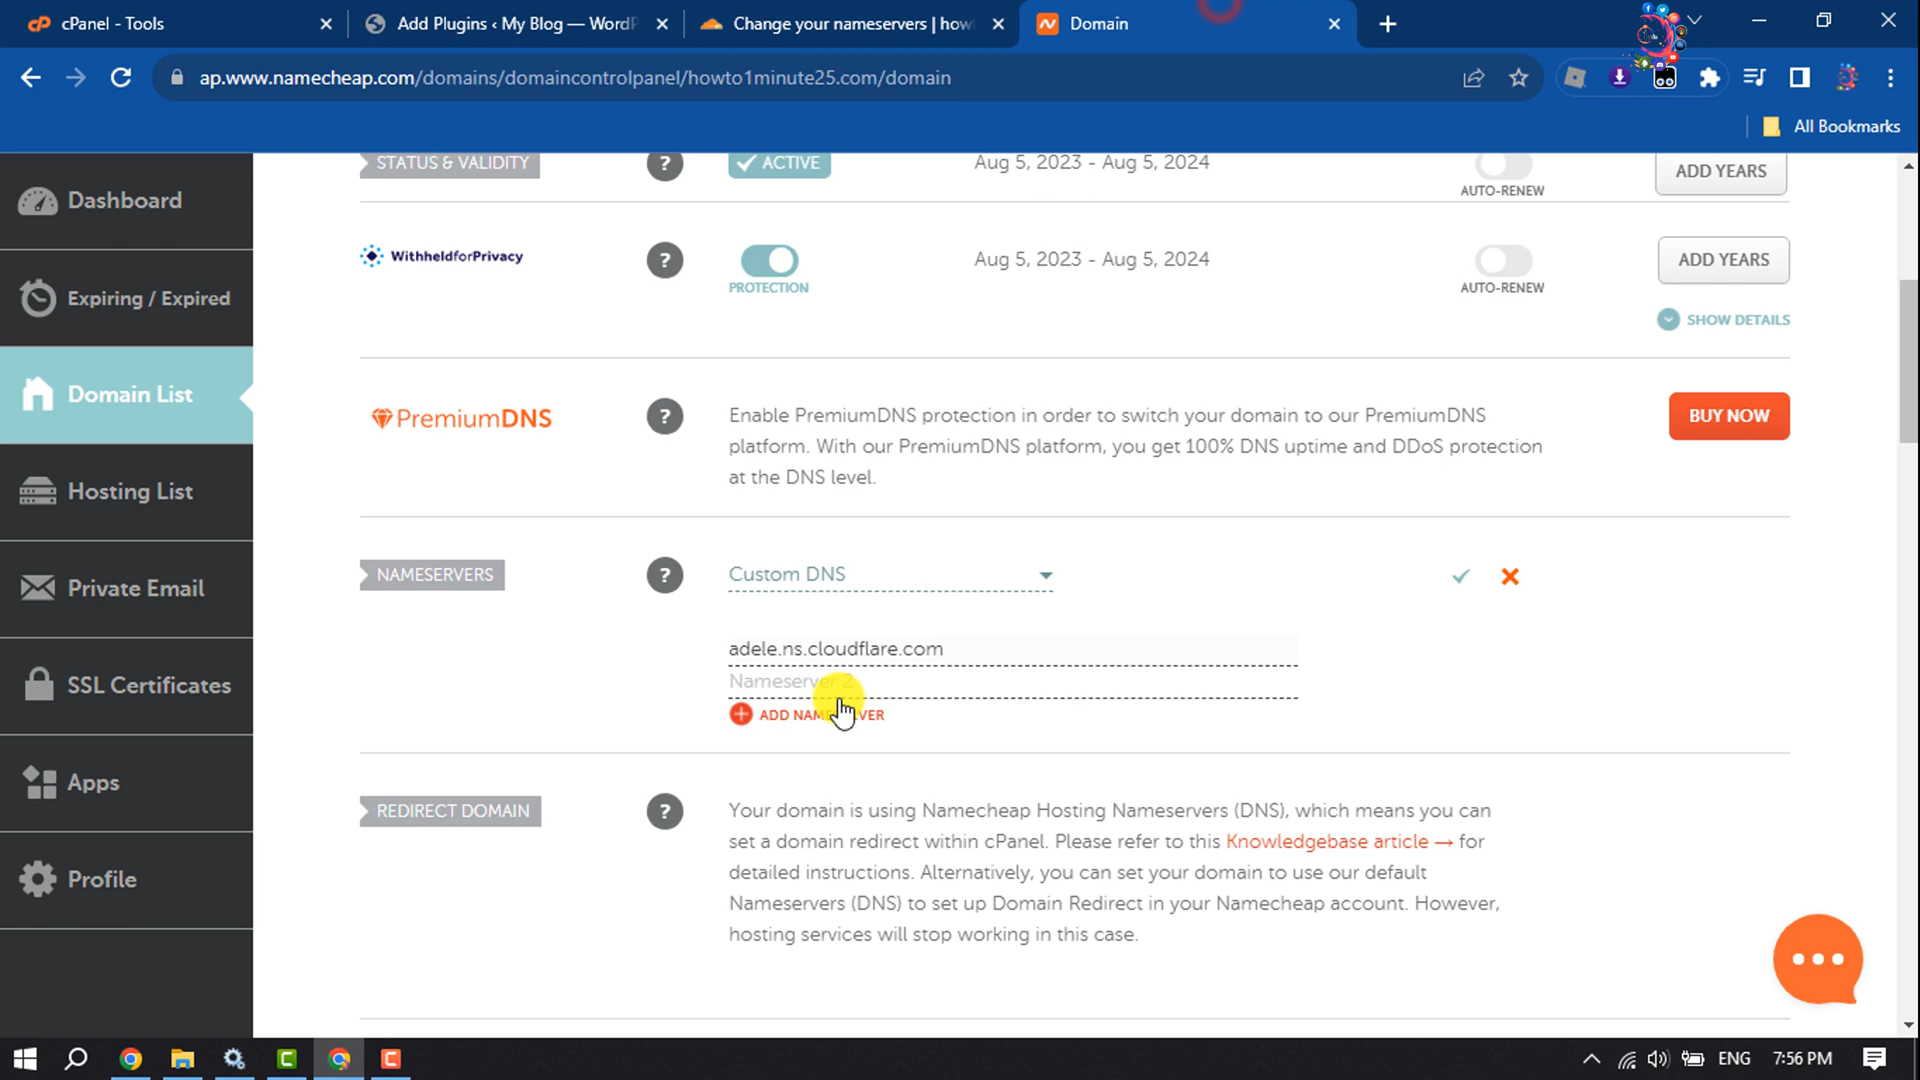 cPanel - Tools
Add Plugins ‹ My Blog — WordP
Change your nameservers | how
Domain
ap.www.namecheap.com/domains/domaincontrolpanel/howto1minute25.com/domain
All Bookmarks
Dashboard
Expiring / Expired
Domain List
Hosting List
Private Email
SSL Certificates
Apps
Profile
STATUS & VALIDITY
?
ACTIVE
Aug 5, 2023 - Aug 5, 2024
AUTO-RENEW
ADD YEARS
WithheldforPrivacy
?
PROTECTION
Aug 5, 2023 - Aug 5, 2024
AUTO-RENEW
ADD YEARS
SHOW DETAILS
PremiumDNS
?
Enable PremiumDNS protection in order to switch your domain to our PremiumDNS
platform. With our PremiumDNS platform, you get 100% DNS uptime and DDoS protection
at the DNS level.
BUY NOW
NAMESERVERS
?
Custom DNS
adele.ns.cloudflare.com
Nameserver 2
ADD NAMESERVER
REDIRECT DOMAIN
?
Your domain is using Namecheap Hosting Nameservers (DNS), which means you can
set a domain redirect within cPanel. Please refer to this Knowledgebase article → for
detailed instructions. Alternatively, you can set your domain to use our default
Nameservers (DNS) to set up Domain Redirect in your Namecheap account. However,
hosting services will stop working in this case.
ENG
7:56 PM